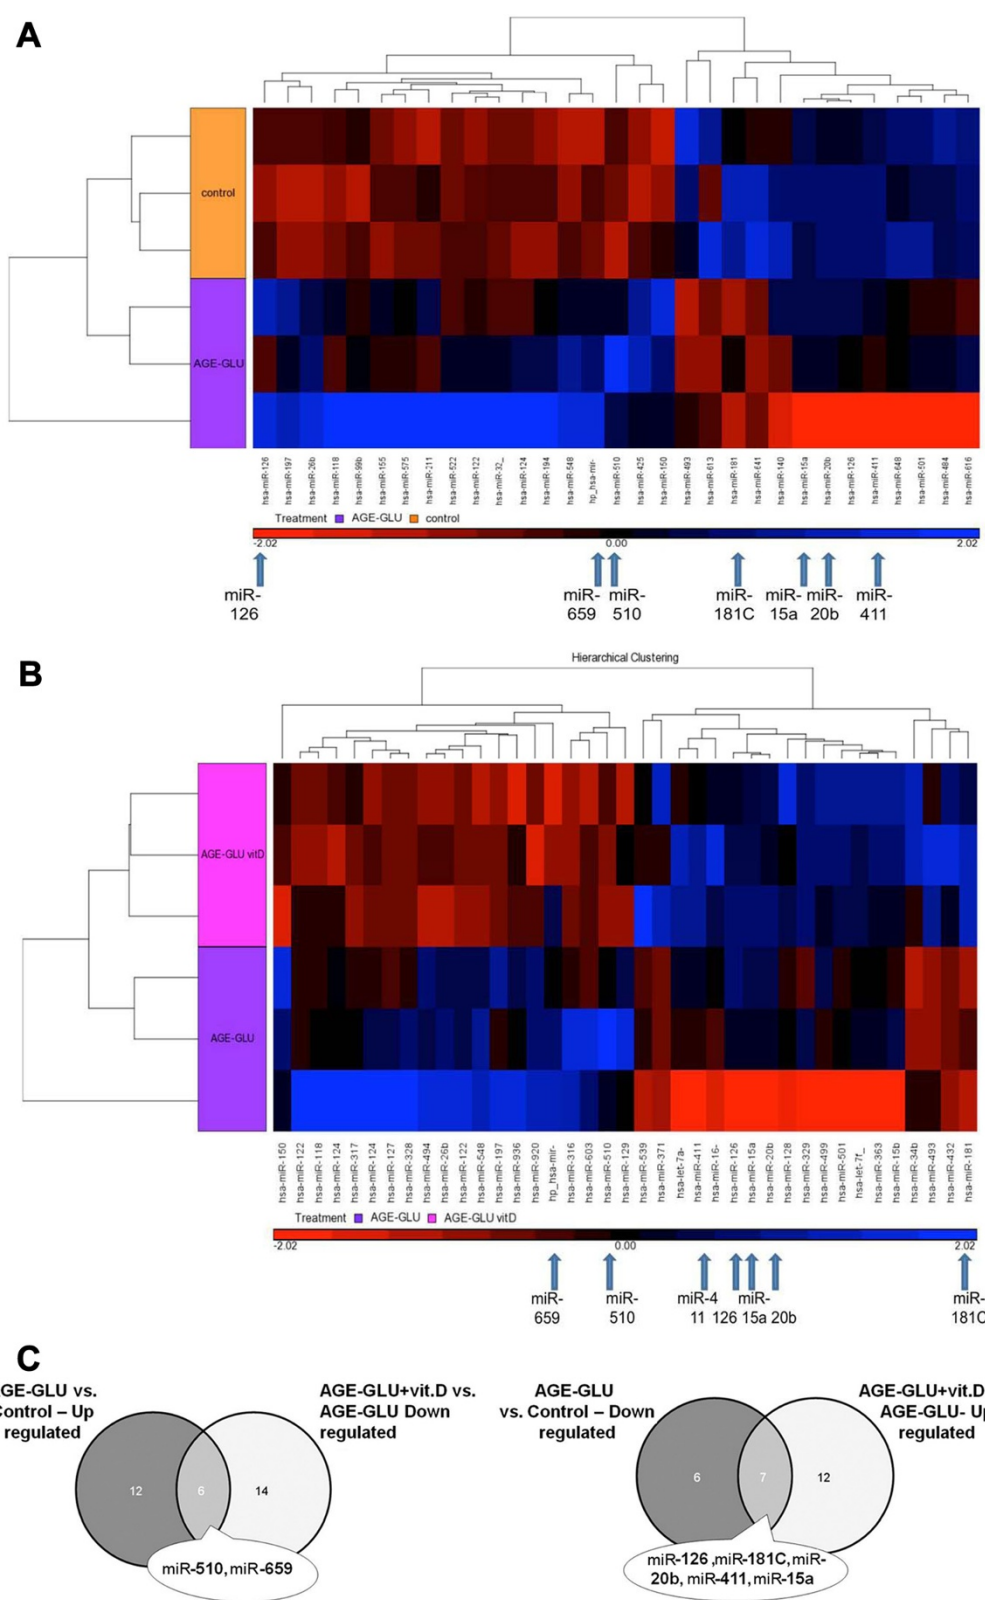 A
control
AGE-GLU
hsa-miR-126
hsa-miR-197
hsa-miR-26b
hsa-miR-118
hsa-miR-99b
hsa-miR-155
hsa-miR-575
hsa-miR-211
hsa-miR-622
hsa-miR-122
hsa-miR-32_
hsa-miR-124
hsa-miR-194
hsa-miR-548
hp_hsa-mir-
hsa-miR-510
hsa-miR-425
hsa-miR-150
hsa-miR-493
hsa-miR-613
hsa-miR-181
hsa-miR-641
hsa-miR-140
hsa-miR-15a
hsa-miR-20b
hsa-miR-126
hsa-miR-411
hsa-miR-648
hsa-miR-501
hsa-miR-484
hsa-miR-616
Treatment AGE-GLU control
-2.02 0.00 2.02
miR- miR- miR- miR- miR- miR- miR-
126 659 510 181C 15a 20b 411
B
Hierarchical Clustering
AGE-GLU vitD
AGE-GLU
hsa-miR-150
hsa-miR-122
hsa-miR-118
hsa-miR-124
hsa-miR-317
hsa-miR-124
hsa-miR-127
hsa-miR-328
hsa-miR-494
hsa-miR-26b
hsa-miR-122
hsa-miR-548
hsa-miR-197
hsa-miR-936
hsa-miR-920
hp_hsa-mir-
hsa-miR-316
hsa-miR-603
hsa-miR-510
hsa-miR-129
hsa-miR-539
hsa-miR-371
hsa-let-7a-
hsa-miR-411
hsa-miR-16-
hsa-miR-126
hsa-miR-15a
hsa-miR-20b
hsa-miR-128
hsa-miR-329
hsa-miR-499
hsa-miR-501
hsa-let-7f_
hsa-miR-363
hsa-miR-15b
hsa-miR-34b
hsa-miR-493
hsa-miR-432
hsa-miR-181
Treatment AGE-GLU AGE-GLU vitD
-2.02 0.00 2.02
miR- miR- miR-4 miR- miR-
659 510 11 126 15a 20b 181C
C
GE-GLU vs.
Control – Up
regulated
AGE-GLU+vit.D vs.
AGE-GLU Down
regulated
12 6 14
miR-510, miR-659
AGE-GLU
vs. Control – Down
regulated
AGE-GLU+vit.D
AGE-GLU- Up
regulated
6 7 12
miR-126 ,miR-181C, miR-
20b, miR-411, miR-15a